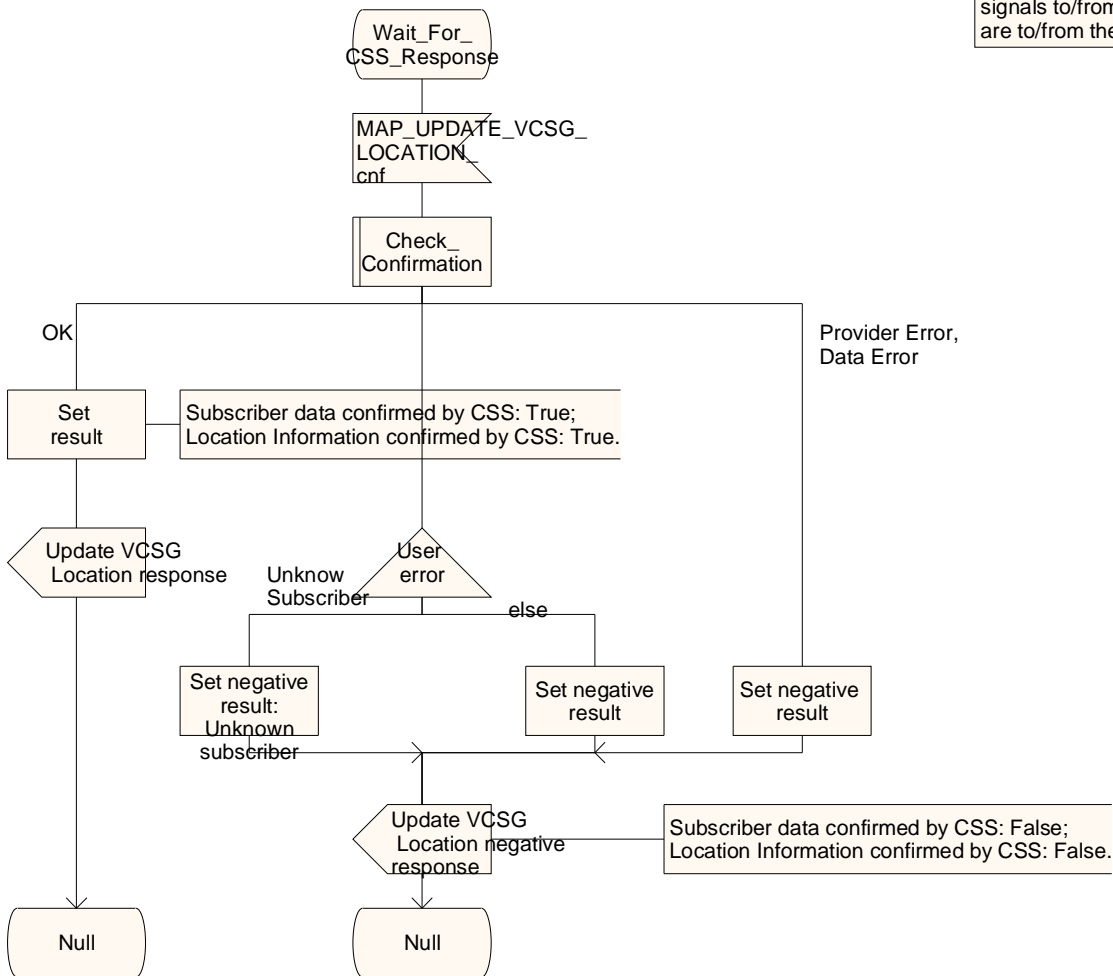 signals to/from
are to/from the
Wait_For_
CSS_Response
MAP_UPDATE_VCSG_
LOCATION_
cnf
Check_
Confirmation
OK
Provider Error,
Data Error
Set
result
Subscriber data confirmed by CSS: True;
Location Information confirmed by CSS: True.
Update VCSG
Location response
User
error
Unknow
Subscriber
else
Set negative
result:
Unknown
subscriber
Set negative
result
Set negative
result
Update VCSG
Location negative
response
Subscriber data confirmed by CSS: False;
Location Information confirmed by CSS: False.
Null
Null